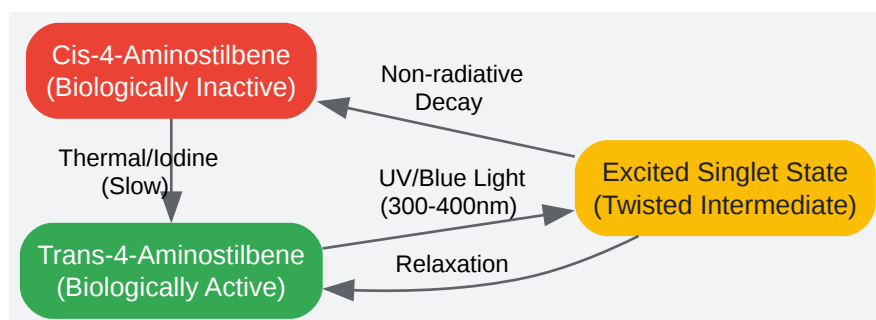 Cis-4-Aminostilbene
(Biologically Inactive)
Non-radiative
Decay
Thermal/Iodine
(Slow)
UV/Blue Light
(300-400nm)
Excited Singlet State
(Twisted Intermediate)
Trans-4-Aminostilbene
(Biologically Active)
Relaxation